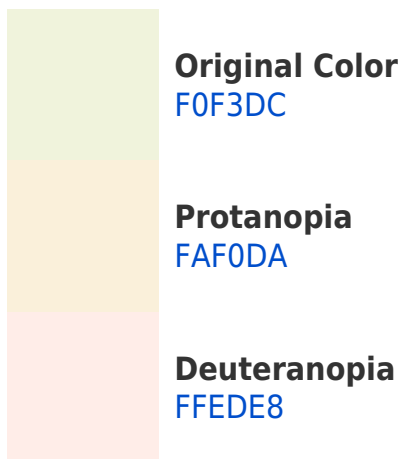 Original Color
F0F3DC
Protanopia
FAF0DA
Deuteranopia
FFEDE8